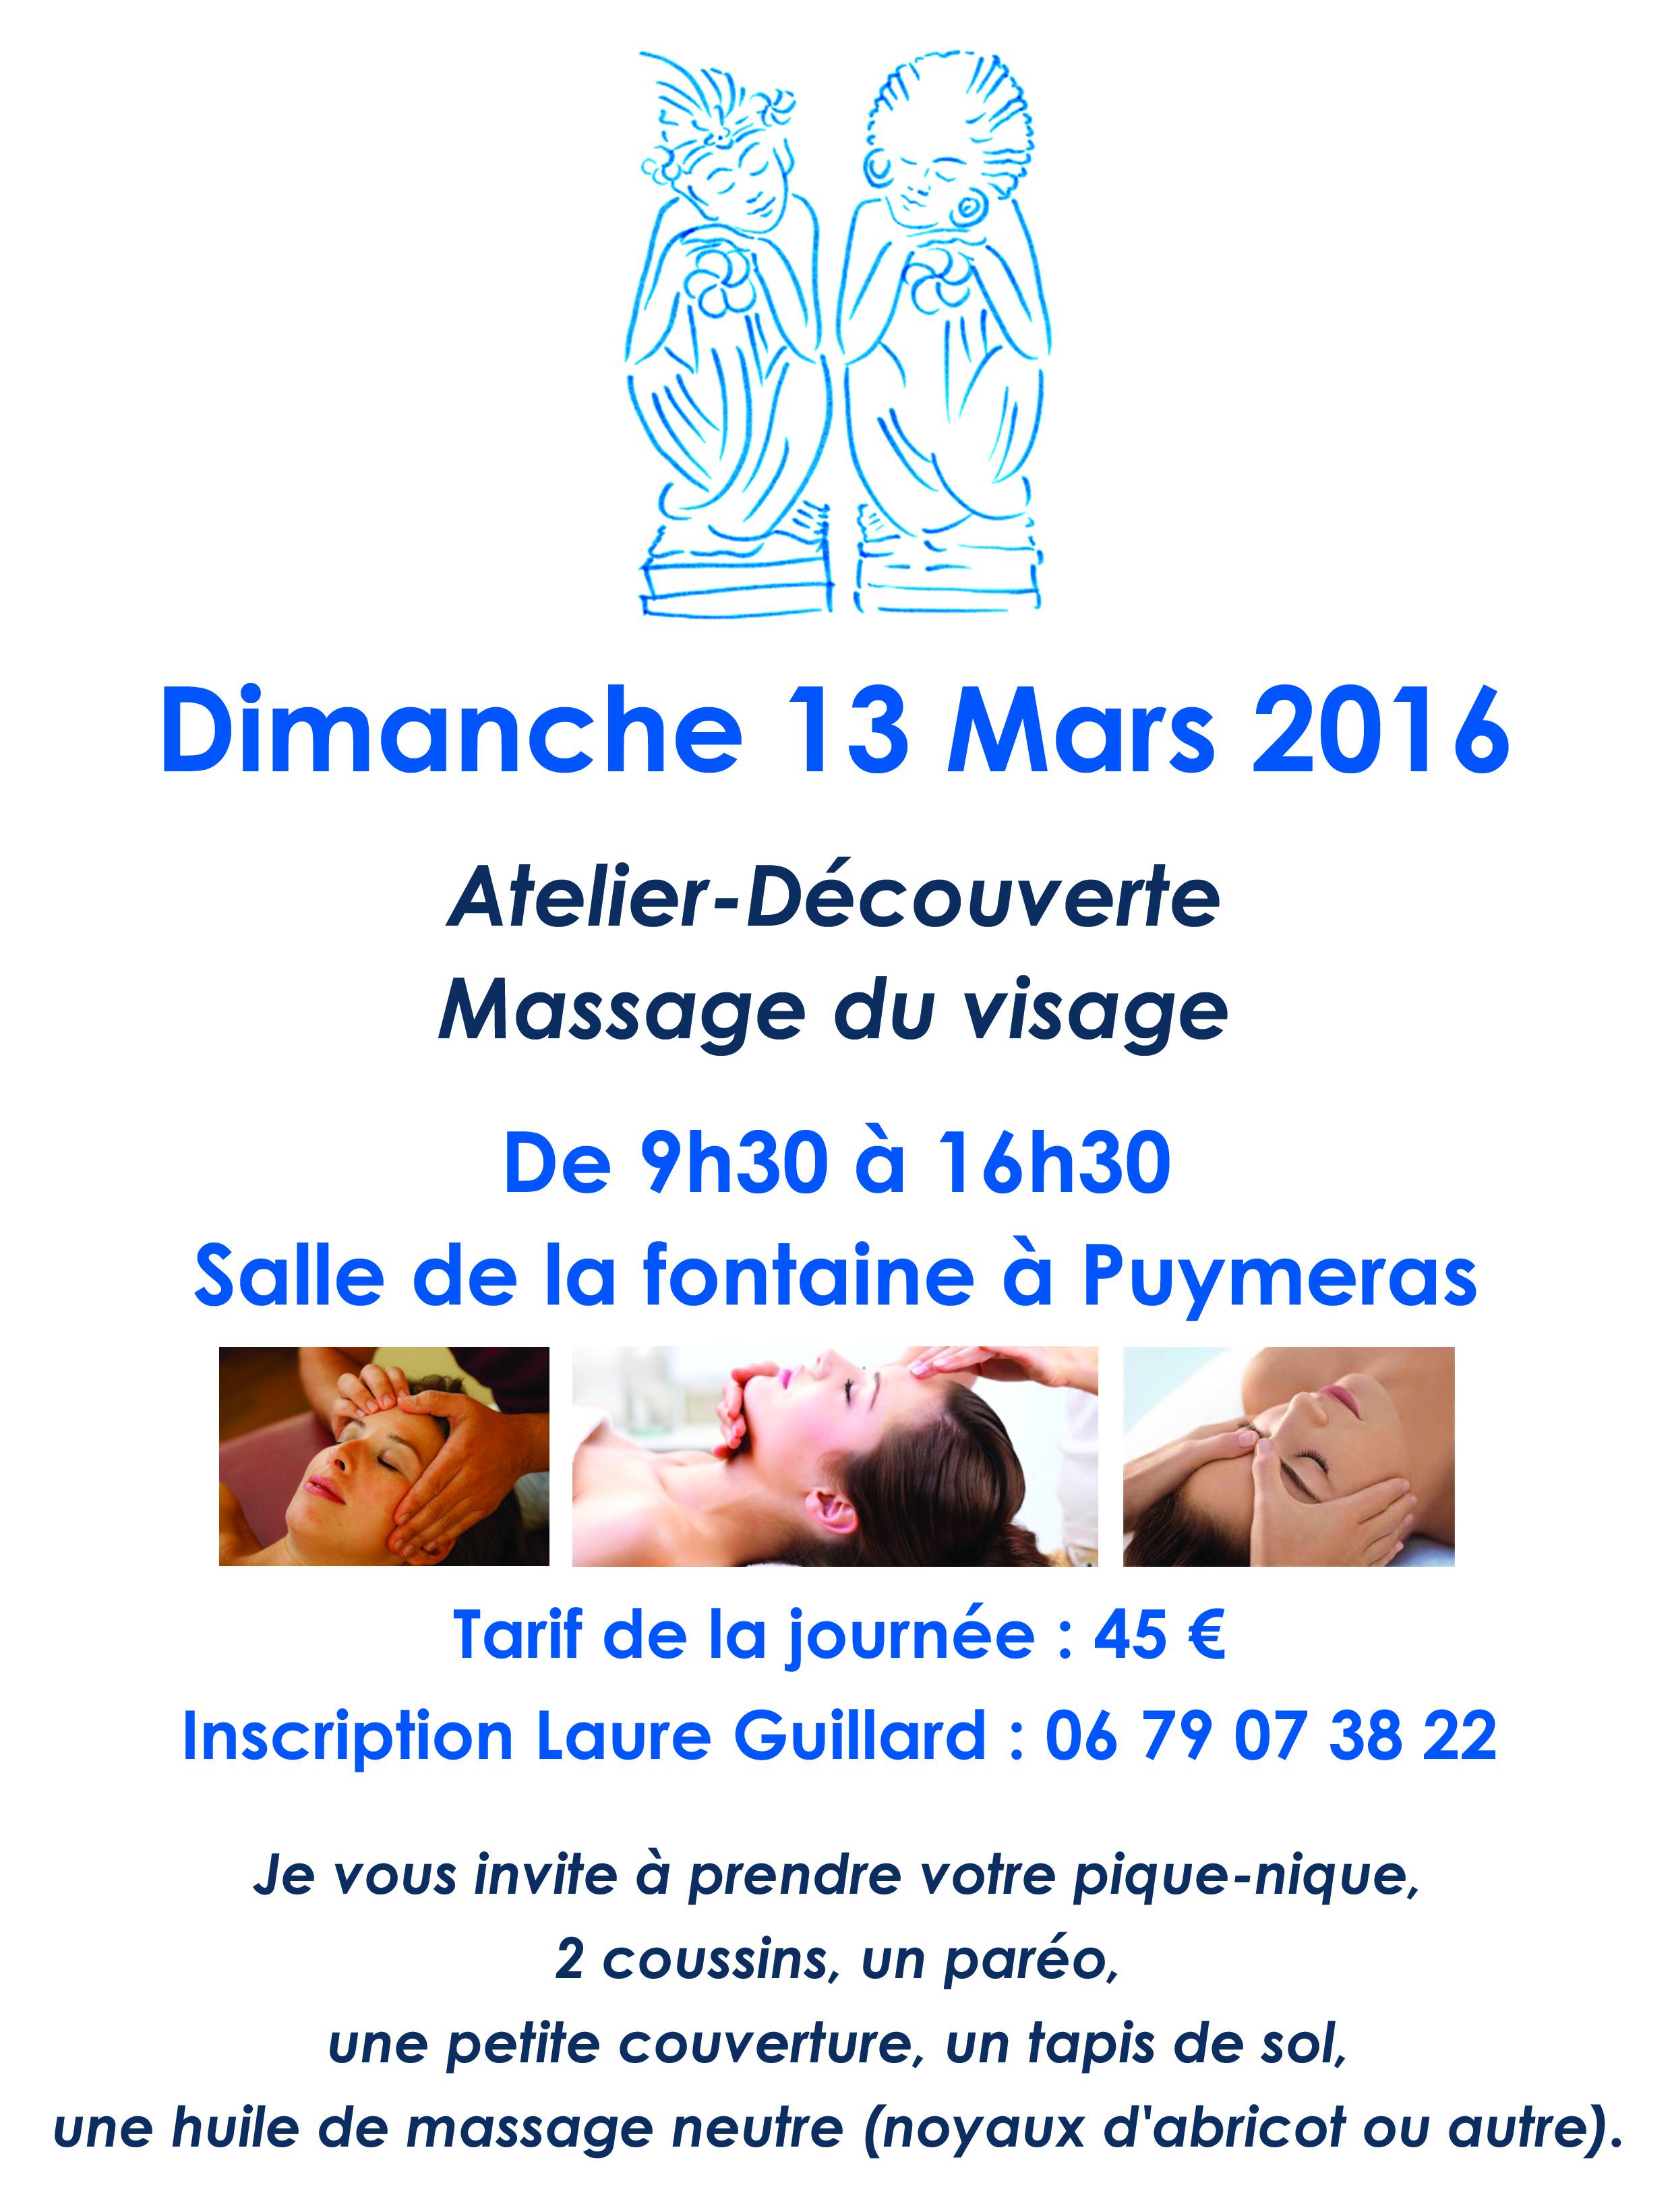 Dimanche 13 Mars 2016
Atelier-Découverte
Massage du visage
De 9h30 à 16h30
Salle de la fontaine à Puymeras
Tarif de la journée : 45 €
Inscription Laure Guillard : 06 79 07 38 22
Je vous invite à prendre votre pique-nique,
2 coussins, un paréo,
une petite couverture, un tapis de sol,
une huile de massage neutre (noyaux d'abricot ou autre).